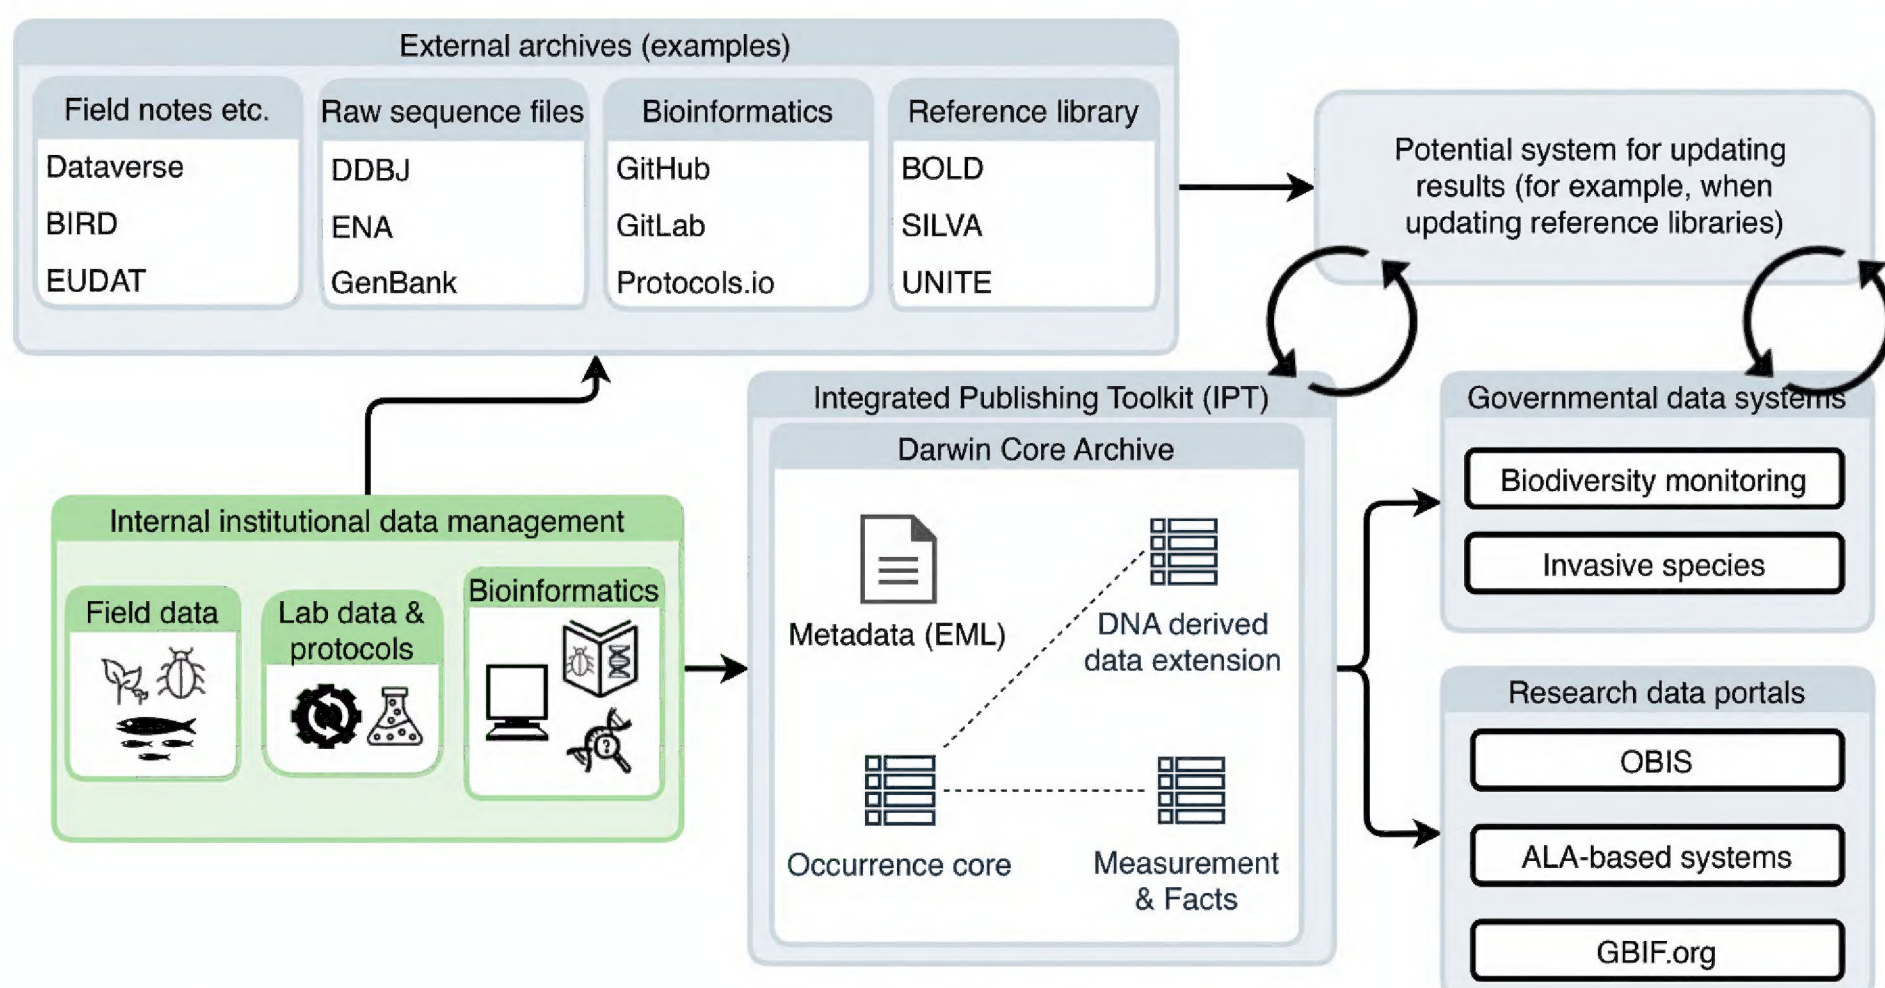 External archives (examples)
Field notes etc.
Dataverse
BIRD
EUDAT
Raw sequence files
DDBJ
ENA
GenBank
Bioinformatics
GitHub
GitLab
Protocols.io
Reference library
BOLD
SILVA
UNITE
Potential system for updating
results (for example, when
updating reference libraries)
Internal institutional data management
Field data
Lab data &
protocols
Bioinformatics
?
Integrated Publishing Toolkit (IPT)
Darwin Core Archive
Metadata (EML)
DNA derived
data extension
Occurrence core
Measurement
& Facts
Governmental data systems
Biodiversity monitoring
Invasive species
Research data portals
OBIS
ALA-based systems
GBIF.org